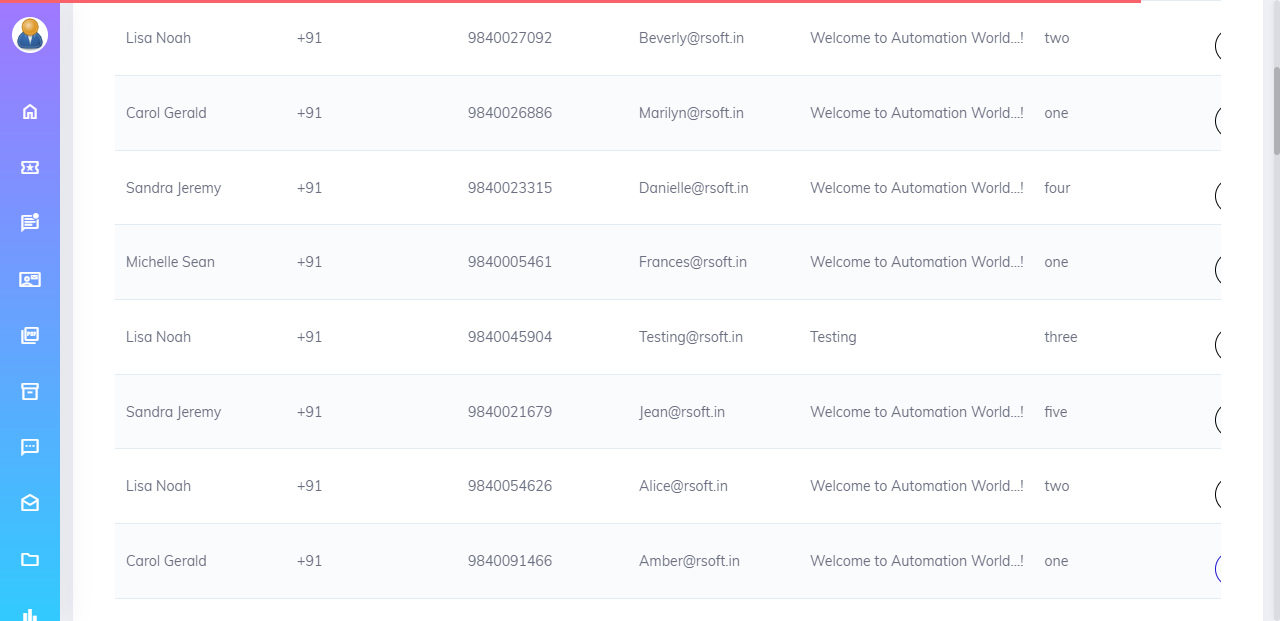 Lisa Noah +91 9840027092 Beverly@rsoft.in Welcome to Automation World...! two
Carol Gerald +91 9840026886 Marilyn@rsoft.in Welcome to Automation World...! one
Sandra Jeremy +91 9840023315 Danielle@rsoft.in Welcome to Automation World...! four
Michelle Sean +91 9840005461 Frances@rsoft.in Welcome to Automation World...! one
Lisa Noah +91 9840045904 Testing@rsoft.in Testing three
Sandra Jeremy +91 9840021679 Jean@rsoft.in Welcome to Automation World...! five
Lisa Noah +91 9840054626 Alice@rsoft.in Welcome to Automation World...! two
Carol Gerald +91 9840091466 Amber@rsoft.in Welcome to Automation World...! one